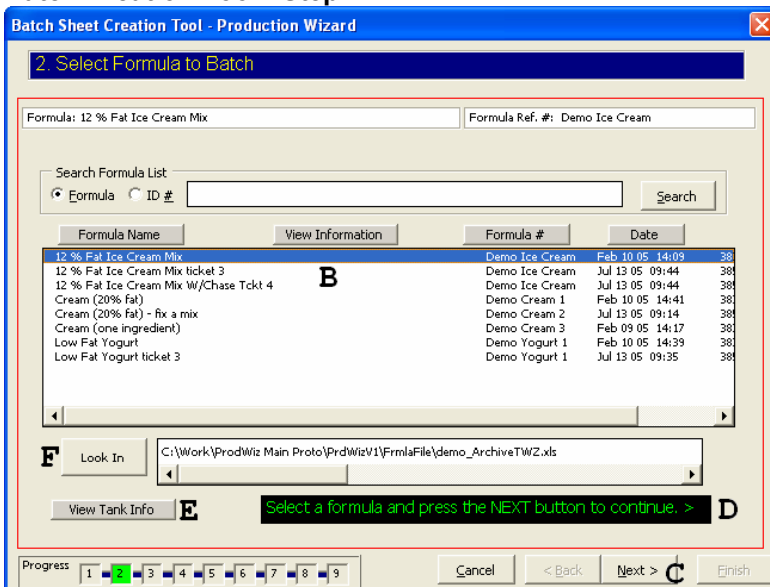 Batch Sheet Creation Tool - Production Wizard
2. Select Formula to Batch
Formula: 12 % Fat Ice Cream Mix Formula Ref. #: Demo Ice Cream
Search Formula List
Formula ID # Search
Formula Name View Information Formula # Date
12 % Fat Ice Cream Mix Demo Ice Cream Feb 10 05 14:09
12 % Fat Ice Cream Mix ticket 3 Demo Ice Cream Jul 13 05 09:44
12 % Fat Ice Cream Mix W/Chase Tckt 4 B Demo Ice Cream Jul 13 05 09:44
Cream (20% fat) Demo Cream 1 Feb 10 05 14:41
Cream (20% fat) - fix a mix Demo Cream 2 Jul 13 05 09:14
Cream (one ingredient) Demo Cream 3 Feb 09 05 14:17
Low Fat Yogurt Demo Yogurt 1 Feb 10 05 14:39
Low Fat Yogurt ticket 3 Demo Yogurt 1 Jul 13 05 09:35
F Look In C:\Work\ProdWiz Main Proto\PrdWizV1\FrmlaFile\demo_ArchiveTWZ.xls
View Tank Info E Select a formula and press the NEXT button to continue. > D
Progress 1 2 3 4 5 6 7 8 9 Cancel < Back Next > C Finish